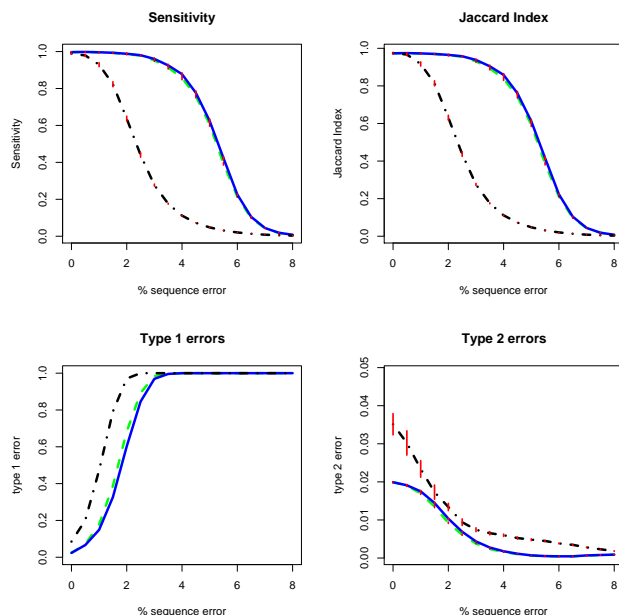 Sensitivity
Sensitivity
0.0 0.2 0.4 0.6 0.8 1.0
0 2 4 6 8
% sequence error
Jaccard Index
Jaccard Index
0.0 0.2 0.4 0.6 0.8 1.0
0 2 4 6 8
% sequence error
Type 1 errors
type 1 error
0.0 0.2 0.4 0.6 0.8 1.0
0 2 4 6 8
% sequence error
Type 2 errors
type 2 error
0.00 0.01 0.02 0.03 0.04 0.05
0 2 4 6 8
% sequence error